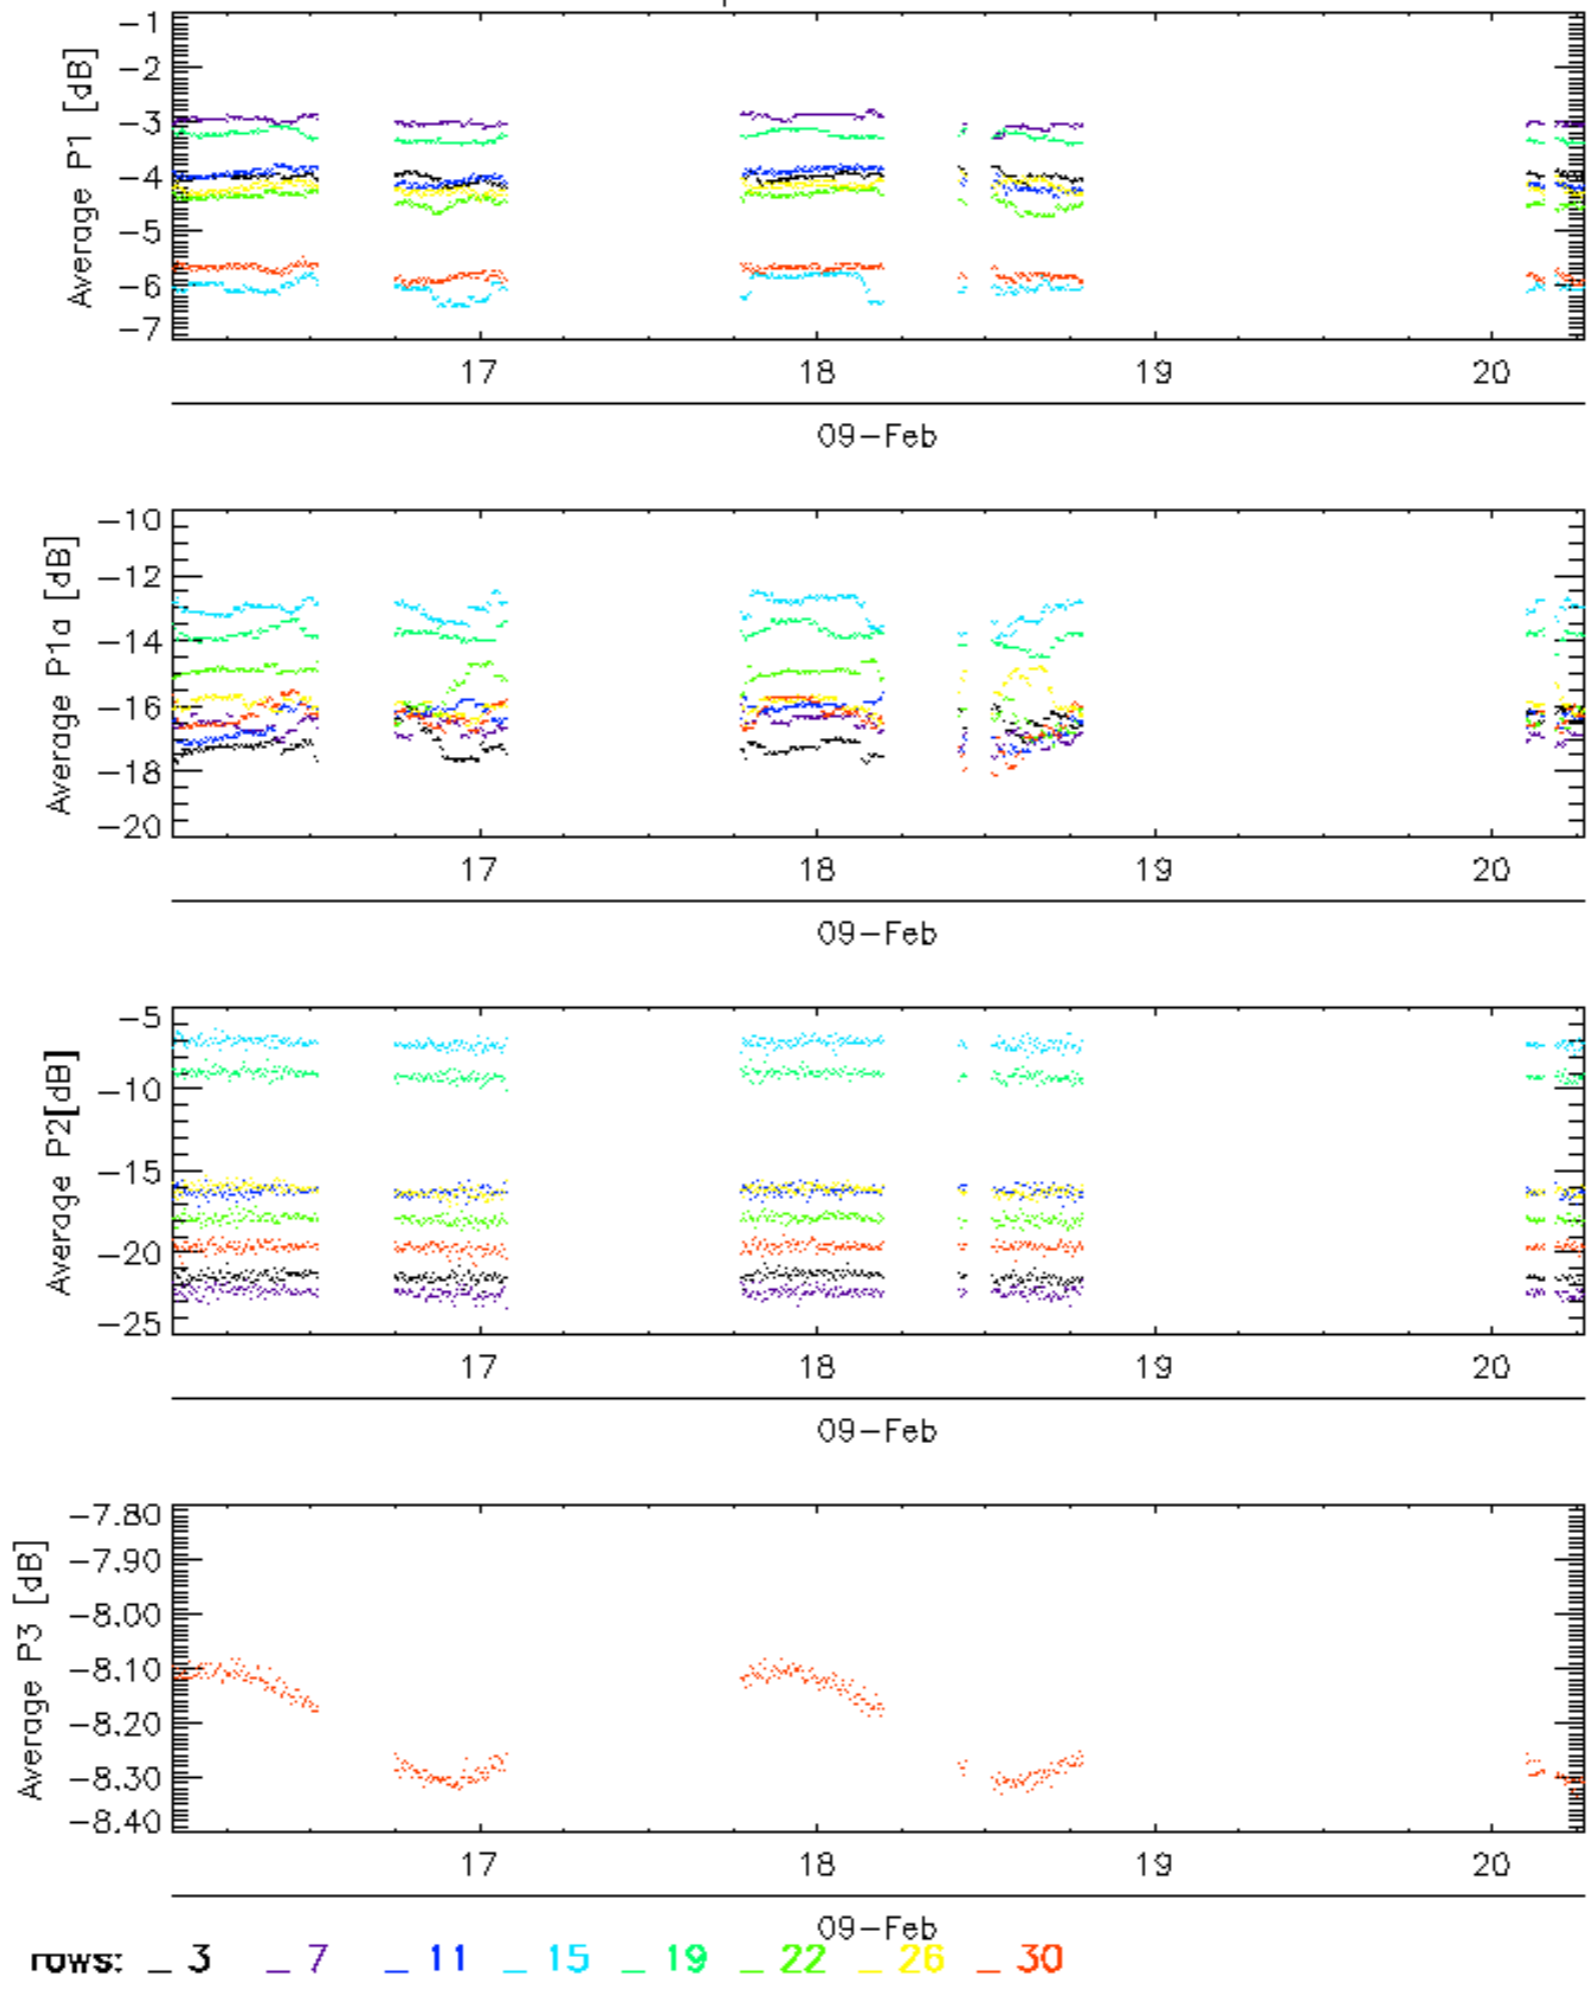 -1
-2
-3
-4
-5
-6
-7
Average P1 [dB]
17 18 19 20
09-Feb
-10
-12
-14
-16
-18
-20
Average P1a [dB]
17 18 19 20
09-Feb
-5
-10
-15
-20
-25
Average P2[dB]
17 18 19 20
09-Feb
-7.80
-7.90
-8.00
-8.10
-8.20
-8.30
-8.40
Average P3 [dB]
17 18 19 20
09-Feb
rows: _ 3 _ 7 _ 11 _ 15 _ 19 _ 22 _ 26 _ 30